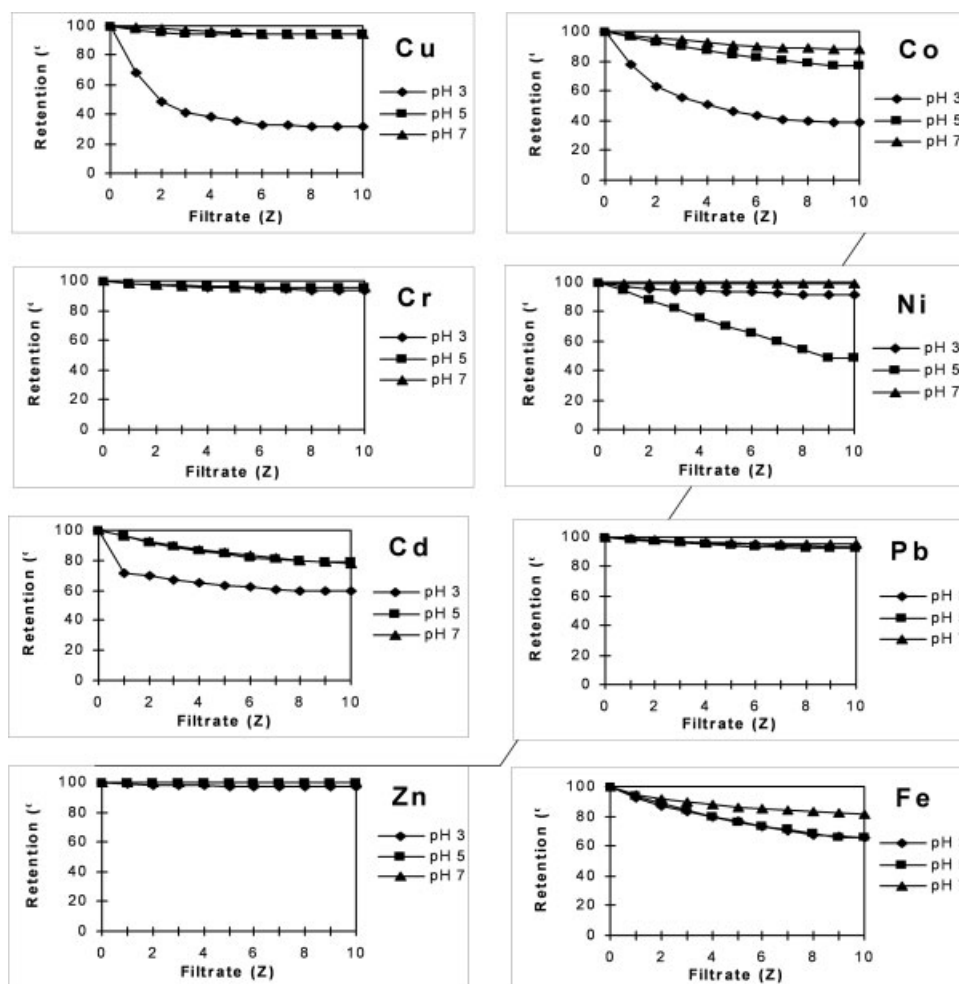 Cu
Retention (‘
100
80
60
40
20
0
0 2 4 6 8 10
Filtrate (Z)
pH 3
pH 5
pH 7
Co
Retention (‘
100
80
60
40
20
0
0 2 4 6 8 10
Filtrate (Z)
pH 3
pH 5
pH 7
Cr
Retention (‘
100
80
60
40
20
0
0 2 4 6 8 10
Filtrate (Z)
pH 3
pH 5
pH 7
Ni
Retention (‘
100
80
60
40
20
0
0 2 4 6 8 10
Filtrate (Z)
pH 3
pH 5
pH 7
Cd
Retention (‘
100
80
60
40
20
0
0 2 4 6 8 10
Filtrate (Z)
pH 3
pH 5
pH 7
Pb
Retention (‘
100
80
60
40
20
0
0 2 4 6 8 10
Filtrate (Z)
pH
pH
pH
Zn
Retention (‘
100
80
60
40
20
0
0 2 4 6 8 10
Filtrate (Z)
pH 3
pH 5
pH 7
Fe
Retention (‘
100
80
60
40
20
0
0 2 4 6 8 10
Filtrate (Z)
pH
pH
pH